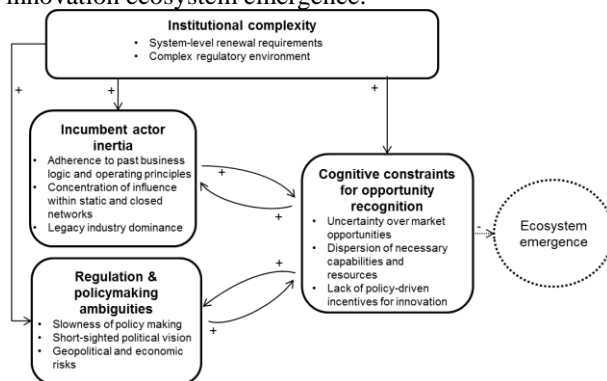 innovation ecosystem emergence.
Institutional complexity
• System-level renewal requirements
• Complex regulatory environment
+
+
+
Incumbent actor
inertia
• Adherence to past business
logic and operating principles
• Concentration of influence
within static and closed
networks
• Legacy industry dominance
+
+
Cognitive constraints
for opportunity
recognition
• Uncertainty over market
opportunities
• Dispersion of necessary
capabilities and
resources
• Lack of policy-driven
incentives for innovation
-
Ecosystem
emergence
Regulation &
policymaking
ambiguities
• Slowness of policy making
• Short-sighted political vision
• Geopolitical and economic
risks
+
+